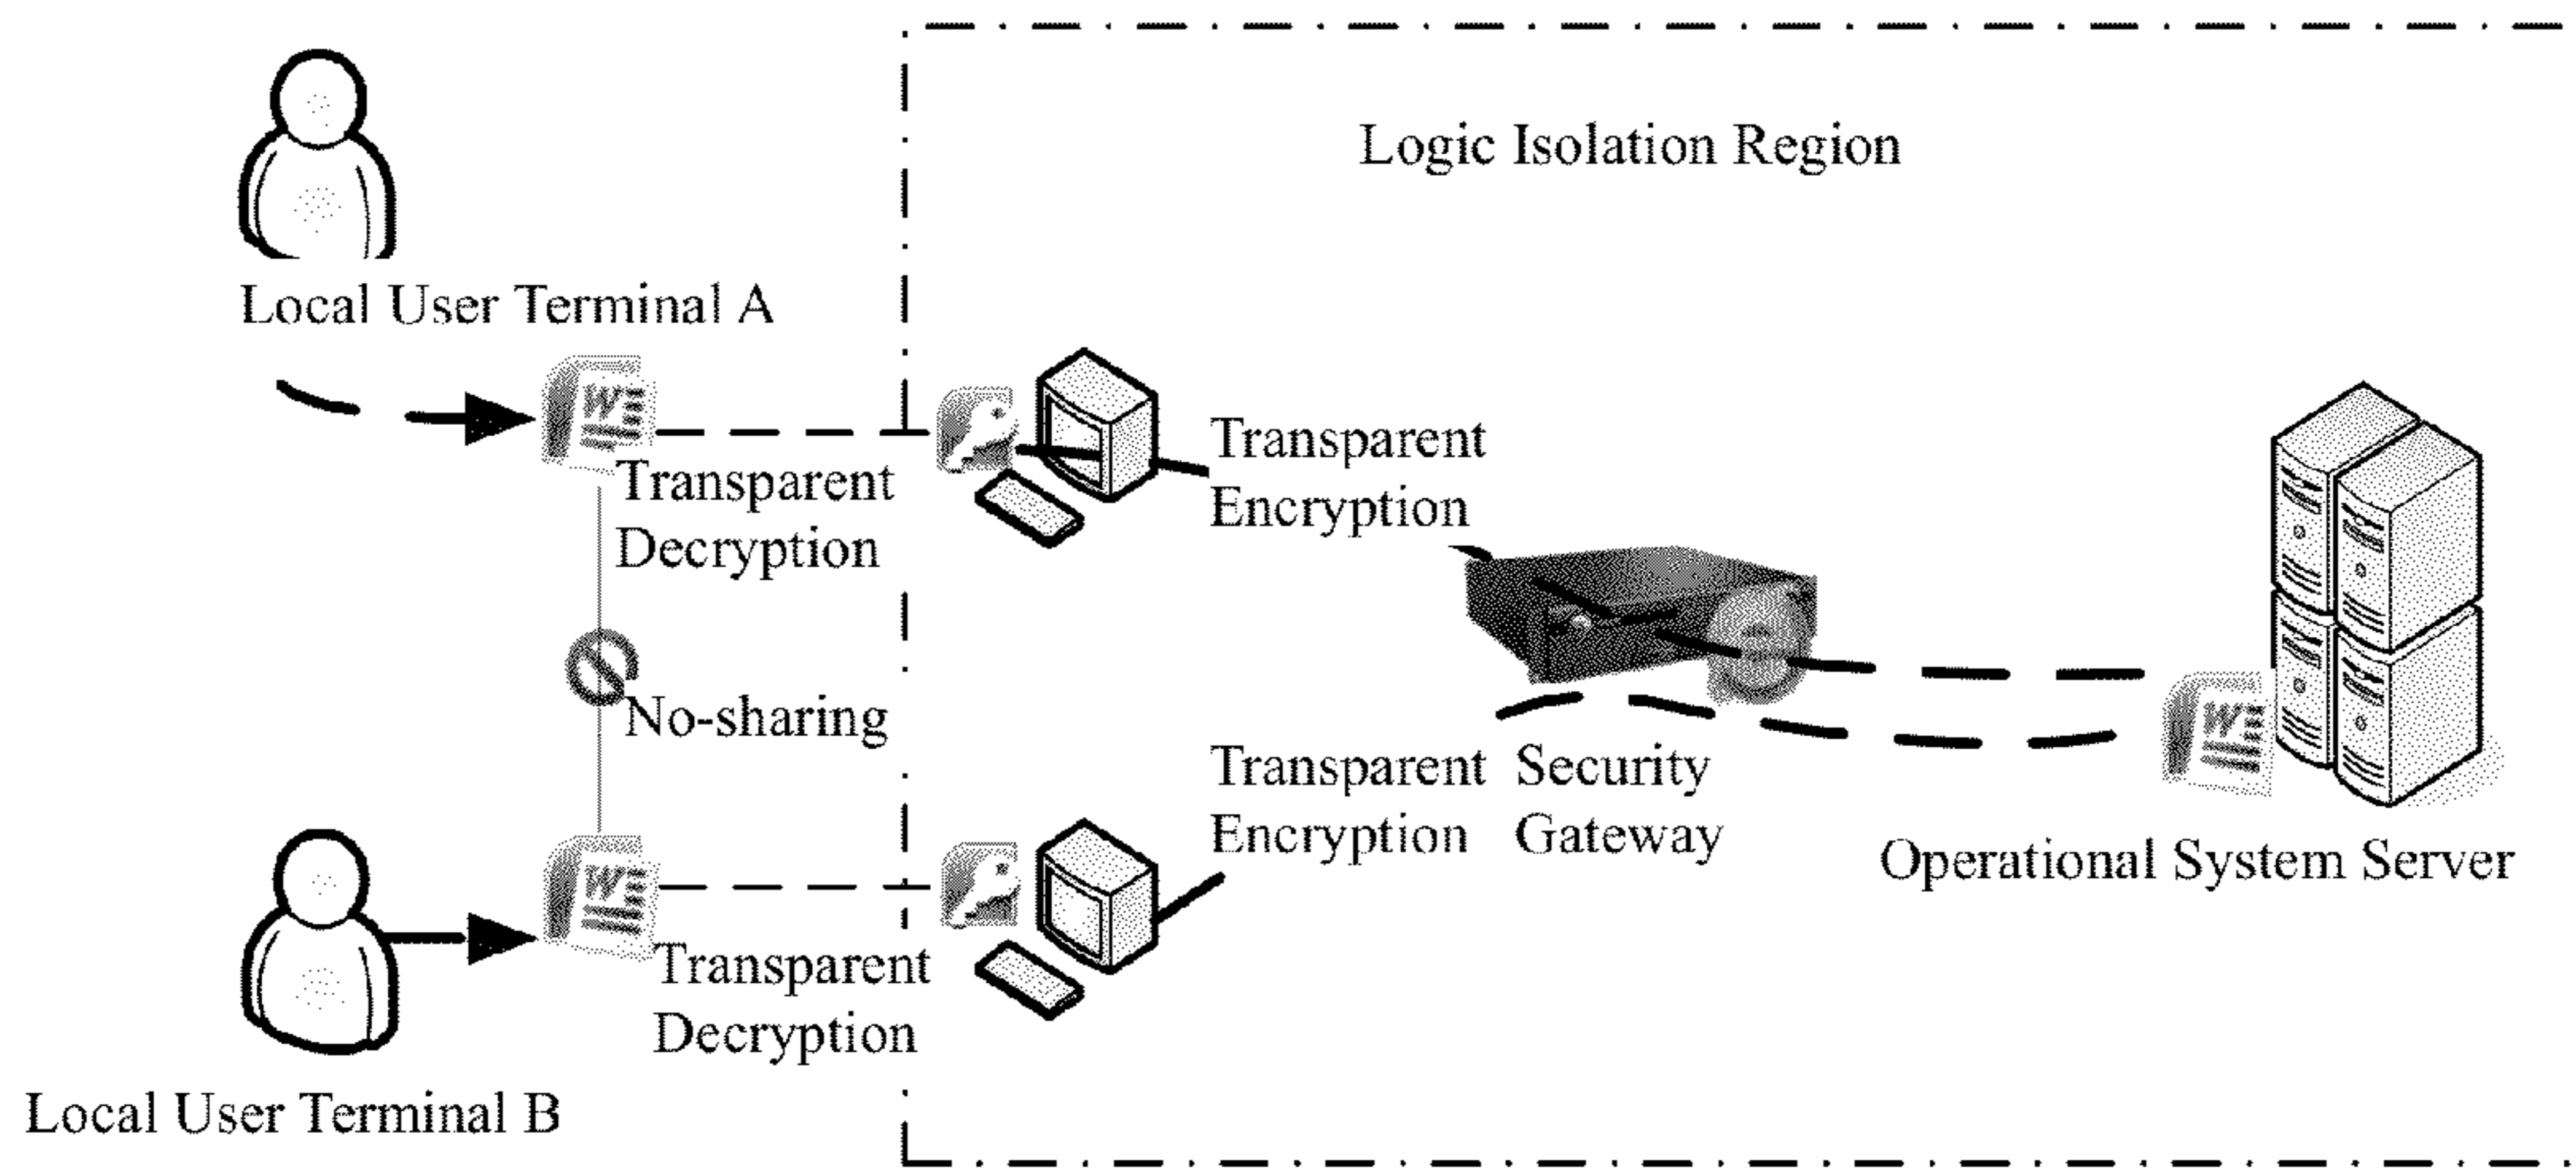 Logic Isolation Region
Local User Terminal A
W
Transparent
Decryption
Transparent
Encryption
No-sharing
W
Transparent
Encryption
Security
Gateway
Operational System Server
W
Transparent
Decryption
Local User Terminal B